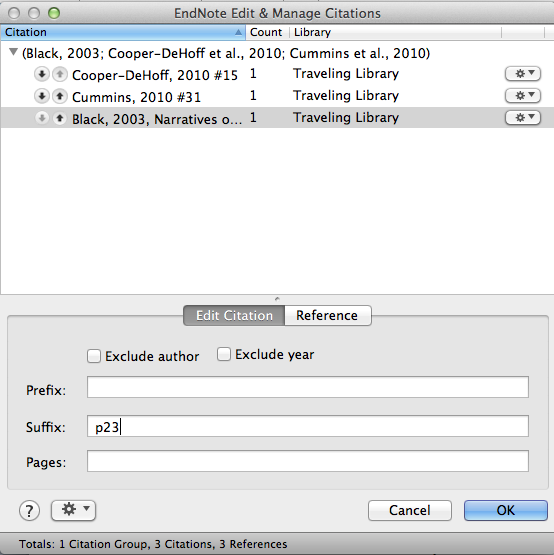 EndNote Edit & Manage Citations
Citation Count Library
(Black, 2003; Cooper-DeHoff et al., 2010; Cummins et al., 2010)
Cooper-DeHoff, 2010 #15 1 Traveling Library
Cummins, 2010 #31 1 Traveling Library
Black, 2003, Narratives o... 1 Traveling Library
Edit Citation Reference
Exclude author Exclude year
Prefix:
Suffix: p23
Pages:
? Cancel OK
Totals: 1 Citation Group, 3 Citations, 3 References